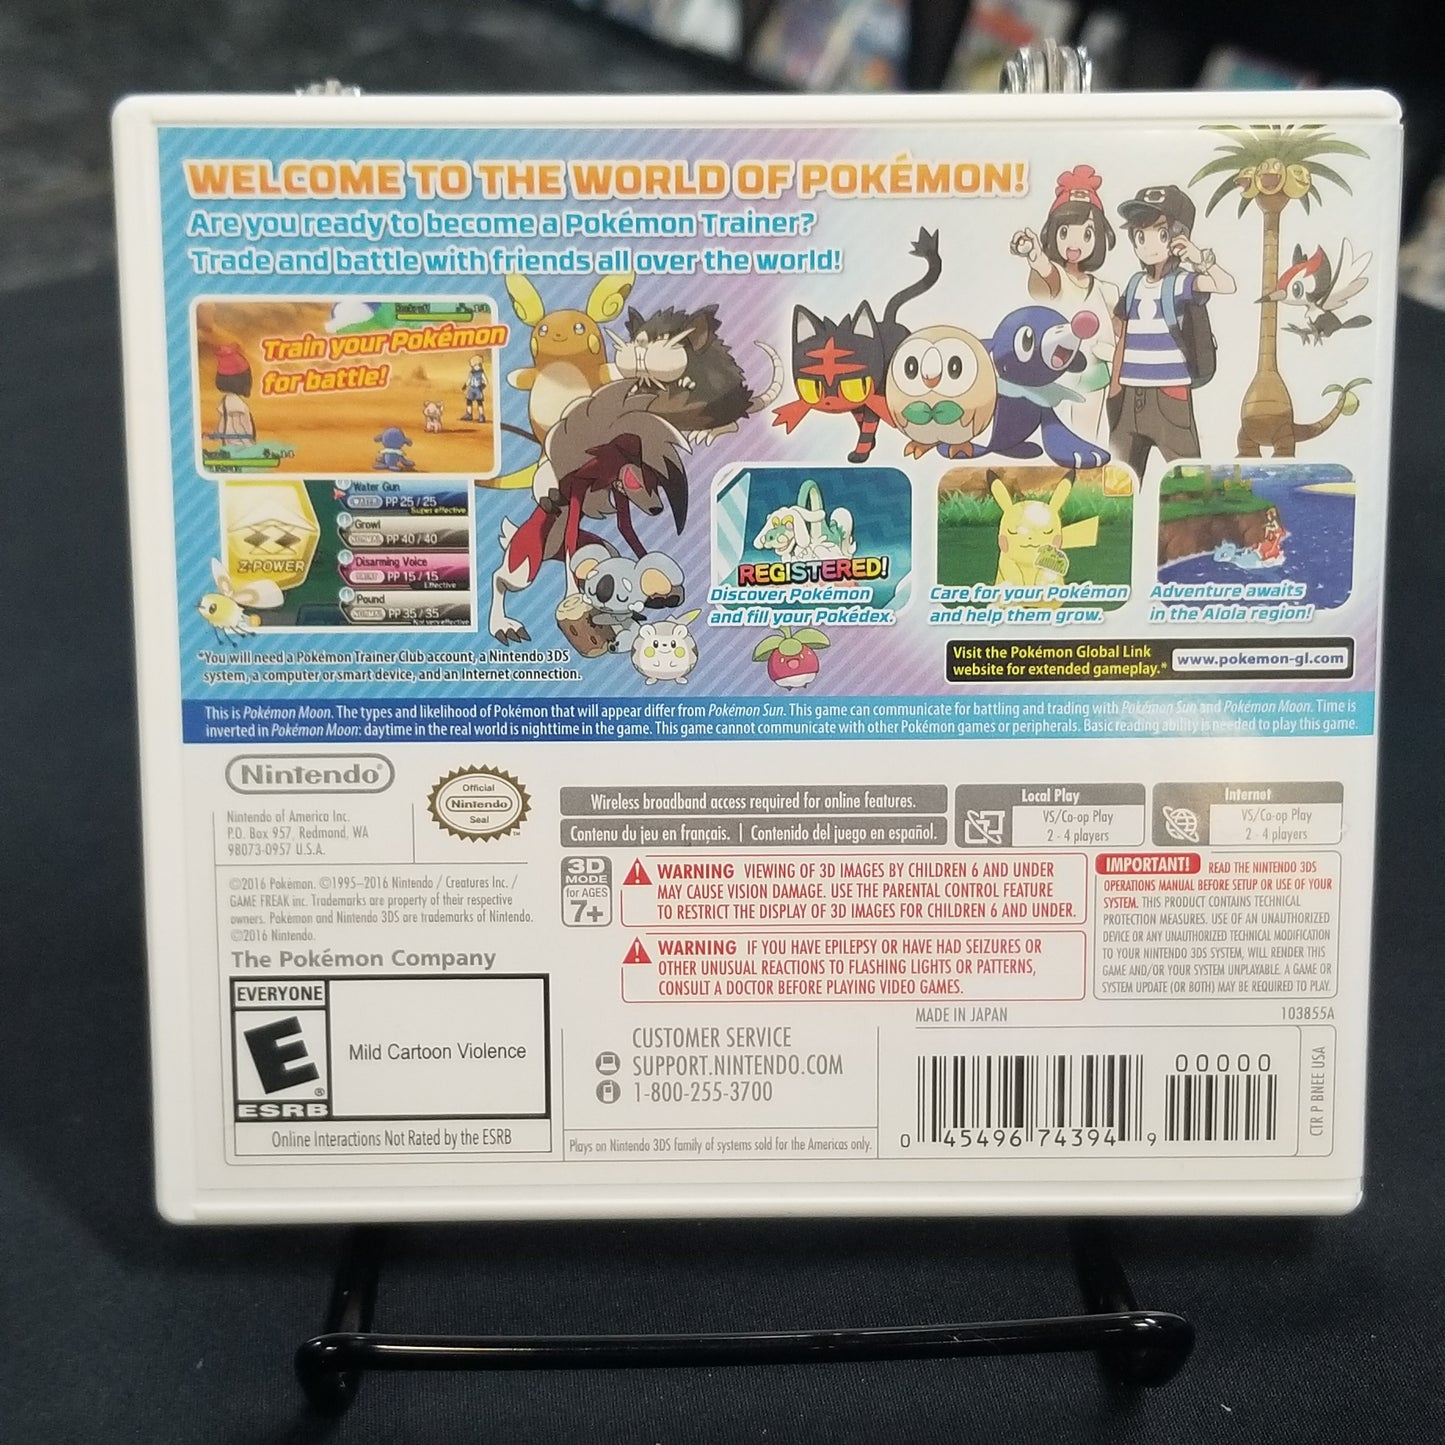 WELCOME TO THE WORLD OF POKÉMON!
Are you ready to become a Pokémon Trainer?
Trade and battle with friends all over the world!
Train your Pokémon
for battle!
Water Gun
PP 25/25
Super effective
Growl
PP 40/40
Disarming Voice
PP 15/15
Effective
Pound
PP 35/35
Not very effective
Z-POWER
REGISTERED!
Discover Pokémon
and fill your Pokédex.
Care for your Pokémon
and help them grow.
Adventure awaits
in the Alola region!
*You will need a Pokémon Trainer Club account, a Nintendo 3DS
system, a computer or smart device, and an Internet connection.
Visit the Pokémon Global Link
website for extended gameplay.*
www.pokemon-gl.com
This is Pokémon Moon. The types and likelihood of Pokémon that will appear differ from Pokémon Sun. This game can communicate for battling and trading with Pokémon Sun and Pokémon Moon. Time is
inverted in Pokémon Moon: daytime in the real world is nighttime in the game. This game cannot communicate with other Pokémon games or peripherals. Basic reading ability is needed to play this game.
Nintendo®
Nintendo of America Inc.
P.O. Box 957, Redmond, WA
98073-0957 U.S.A.
Official
Nintendo
Seal
™
Wireless broadband access required for online features.
Contenu du jeu en français. | Contenido del juego en español.
Local Play
VS/Co-op Play
2 - 4 players
Internet
VS/Co-op Play
2 - 4 players
©2016 Pokémon. ©1995–2016 Nintendo / Creatures Inc. /
GAME FREAK inc. Trademarks are property of their respective
owners. Pokémon and Nintendo 3DS are trademarks of Nintendo.
©2016 Nintendo.
The Pokémon Company
3D
MODE
for AGES
7+
WARNING VIEWING OF 3D IMAGES BY CHILDREN 6 AND UNDER
MAY CAUSE VISION DAMAGE. USE THE PARENTAL CONTROL FEATURE
TO RESTRICT THE DISPLAY OF 3D IMAGES FOR CHILDREN 6 AND UNDER.
WARNING IF YOU HAVE EPILEPSY OR HAVE HAD SEIZURES OR
OTHER UNUSUAL REACTIONS TO FLASHING LIGHTS OR PATTERNS,
CONSULT A DOCTOR BEFORE PLAYING VIDEO GAMES.
IMPORTANT! READ THE NINTENDO 3DS
OPERATIONS MANUAL BEFORE SETUP OR USE OF YOUR
SYSTEM. THIS PRODUCT CONTAINS TECHNICAL
PROTECTION MEASURES. USE OF AN UNAUTHORIZED
DEVICE OR ANY UNAUTHORIZED TECHNICAL MODIFICATION
TO YOUR NINTENDO 3DS SYSTEM, WILL RENDER THIS
GAME AND/OR YOUR SYSTEM UNPLAYABLE. A GAME OR
SYSTEM UPDATE (OR BOTH) MAY BE REQUIRED TO PLAY.
EVERYONE
E
®
ESRB
Mild Cartoon Violence
Online Interactions Not Rated by the ESRB
CUSTOMER SERVICE
SUPPORT.NINTENDO.COM
1-800-255-3700
Plays on Nintendo 3DS family of systems sold for the Americas only.
MADE IN JAPAN
103855A
0 45496 74394 9
00000
CTR P BNEE USA